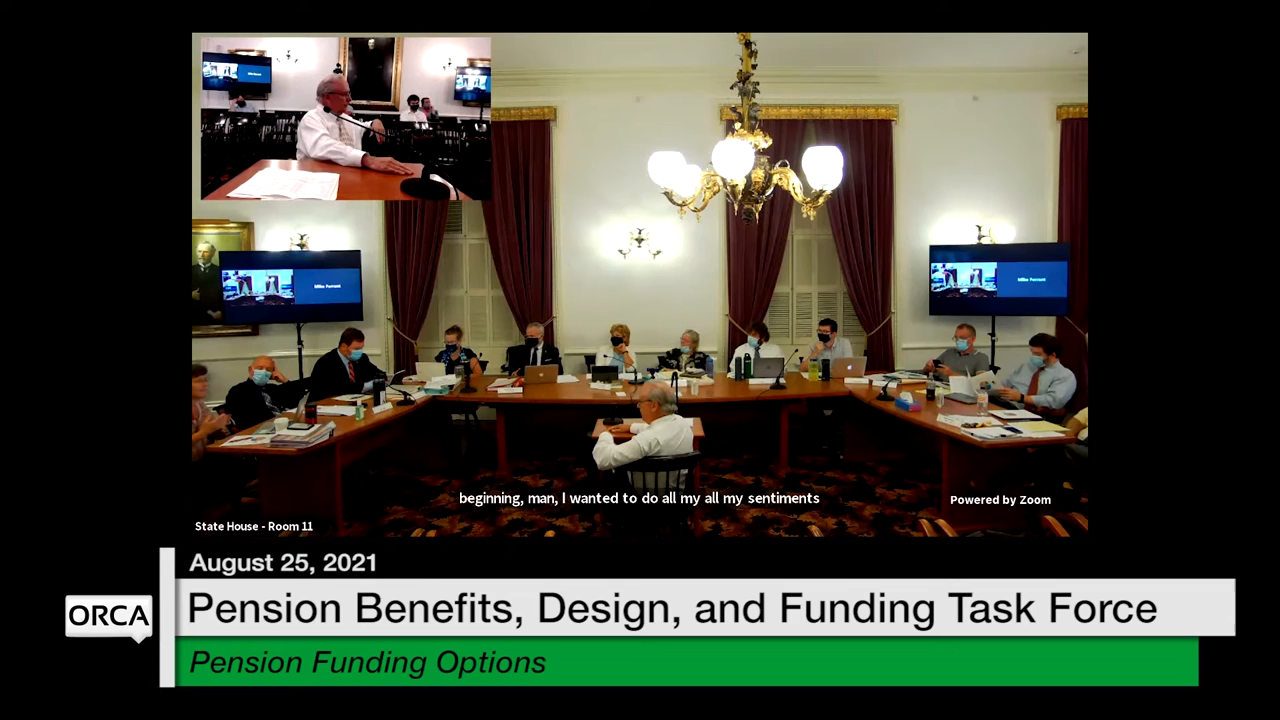 beginning, man, I wanted to do all my all my sentiments
Powered by Zoom
State House - Room 11
August 25, 2021
ORCA
Pension Benefits, Design, and Funding Task Force
Pension Funding Options